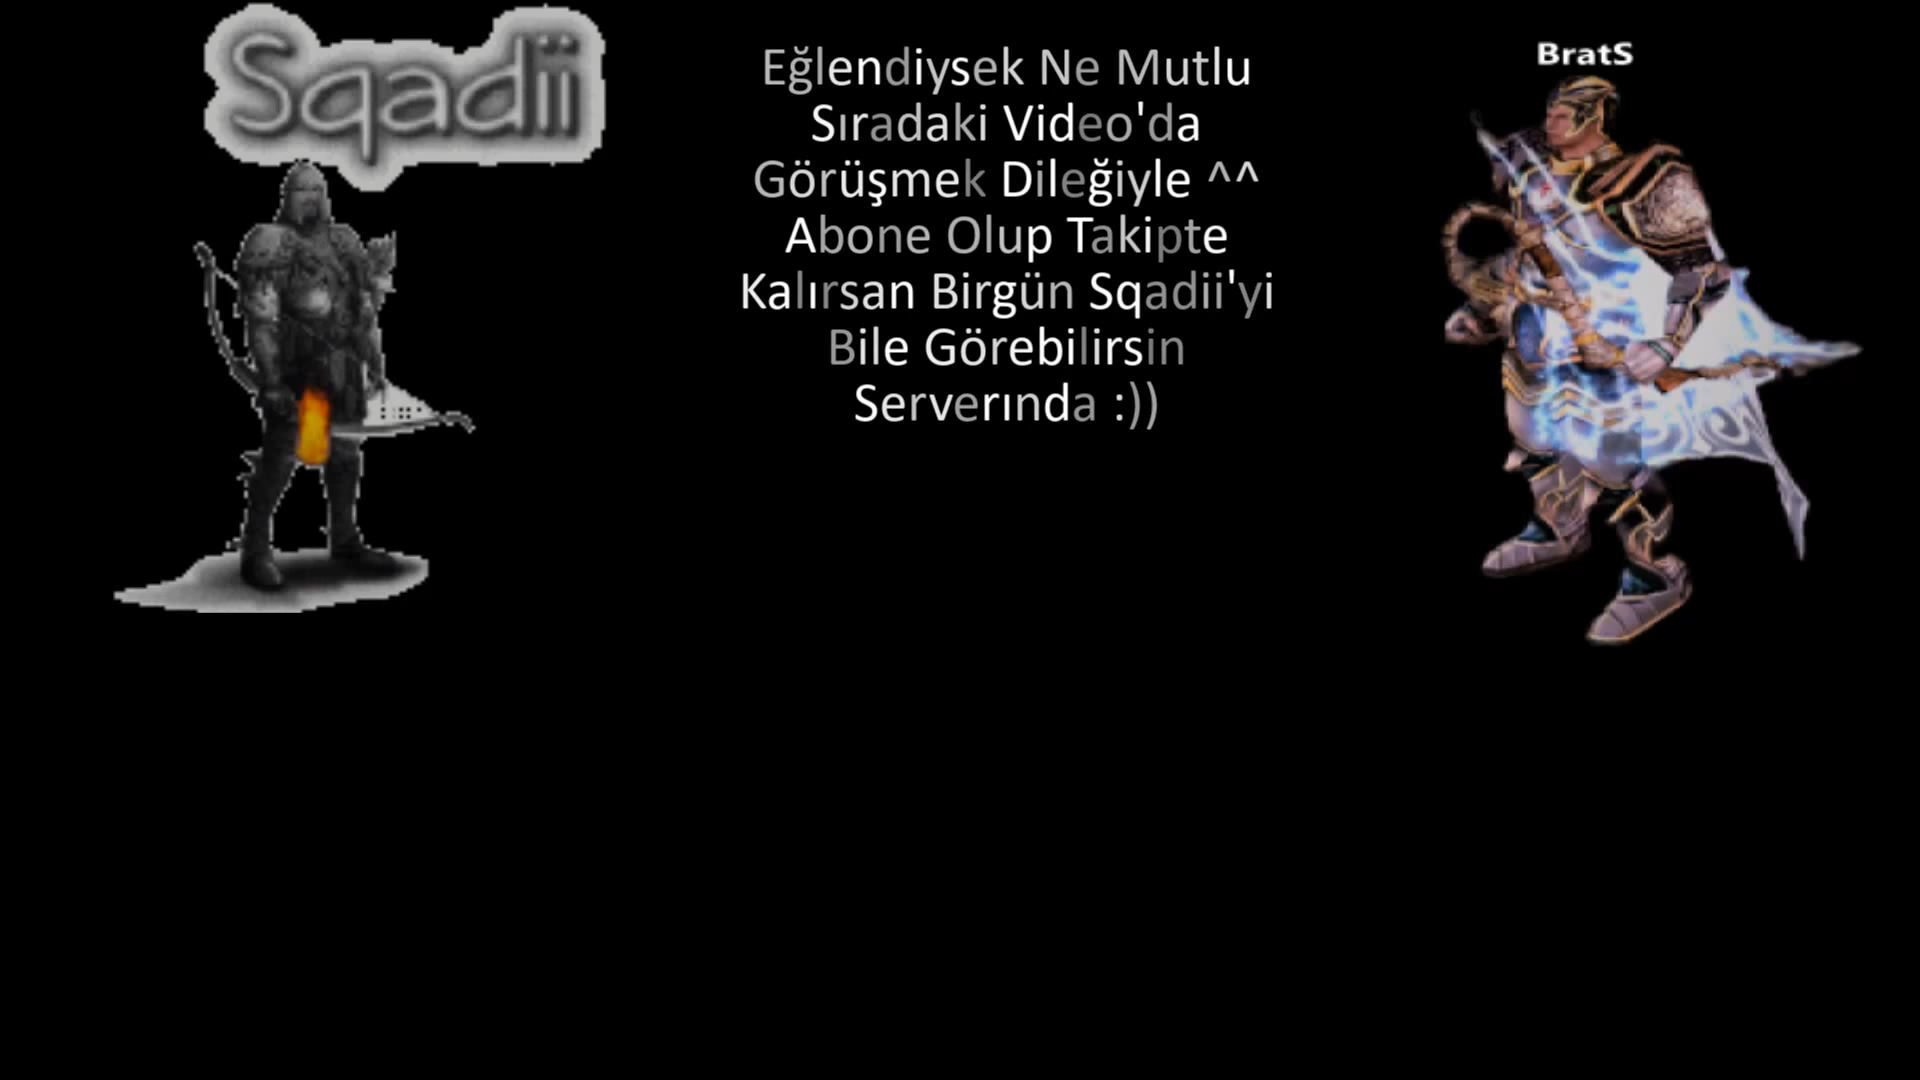 Sqadii
Eğlendiysek Ne Mutlu
Sıradaki Video'da
Görüşmek Dileğiyle ^^
Abone Olup Takipte
Kalırsan Birgün Sqadii'yi
Bile Görebilirsin
Serverında :))
BratS